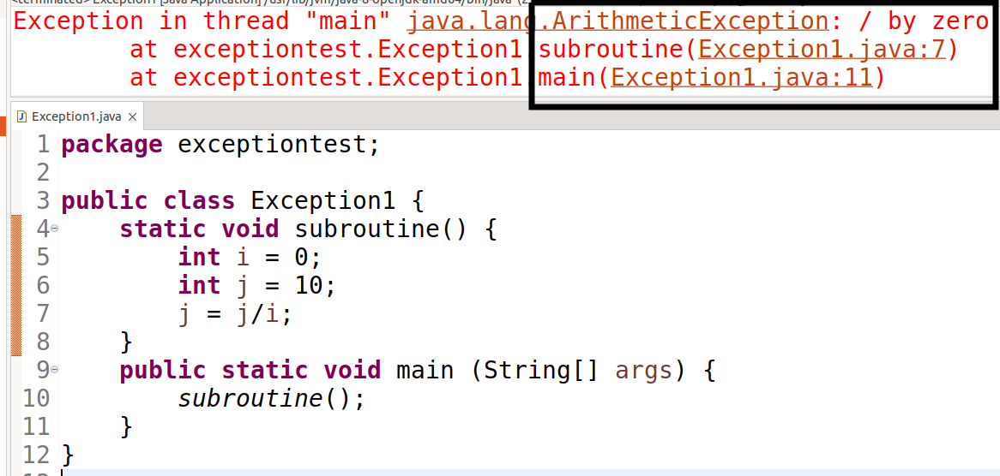 <terminated> Exception1 [Java Application] /usr/lib/jvm/java-8-openjdk-amd64/bin/java
Exception in thread "main" java.lang.ArithmeticException: / by zero
at exceptiontest.Exception1 subroutine(Exception1.java:7)
at exceptiontest.Exception1 main(Exception1.java:11)
Exception1.java
1 package exceptiontest;
2
3 public class Exception1 {
4 static void subroutine() {
5 int i = 0;
6 int j = 10;
7 j = j/i;
8 }
9 public static void main (String[] args) {
10 subroutine();
11 }
12 }